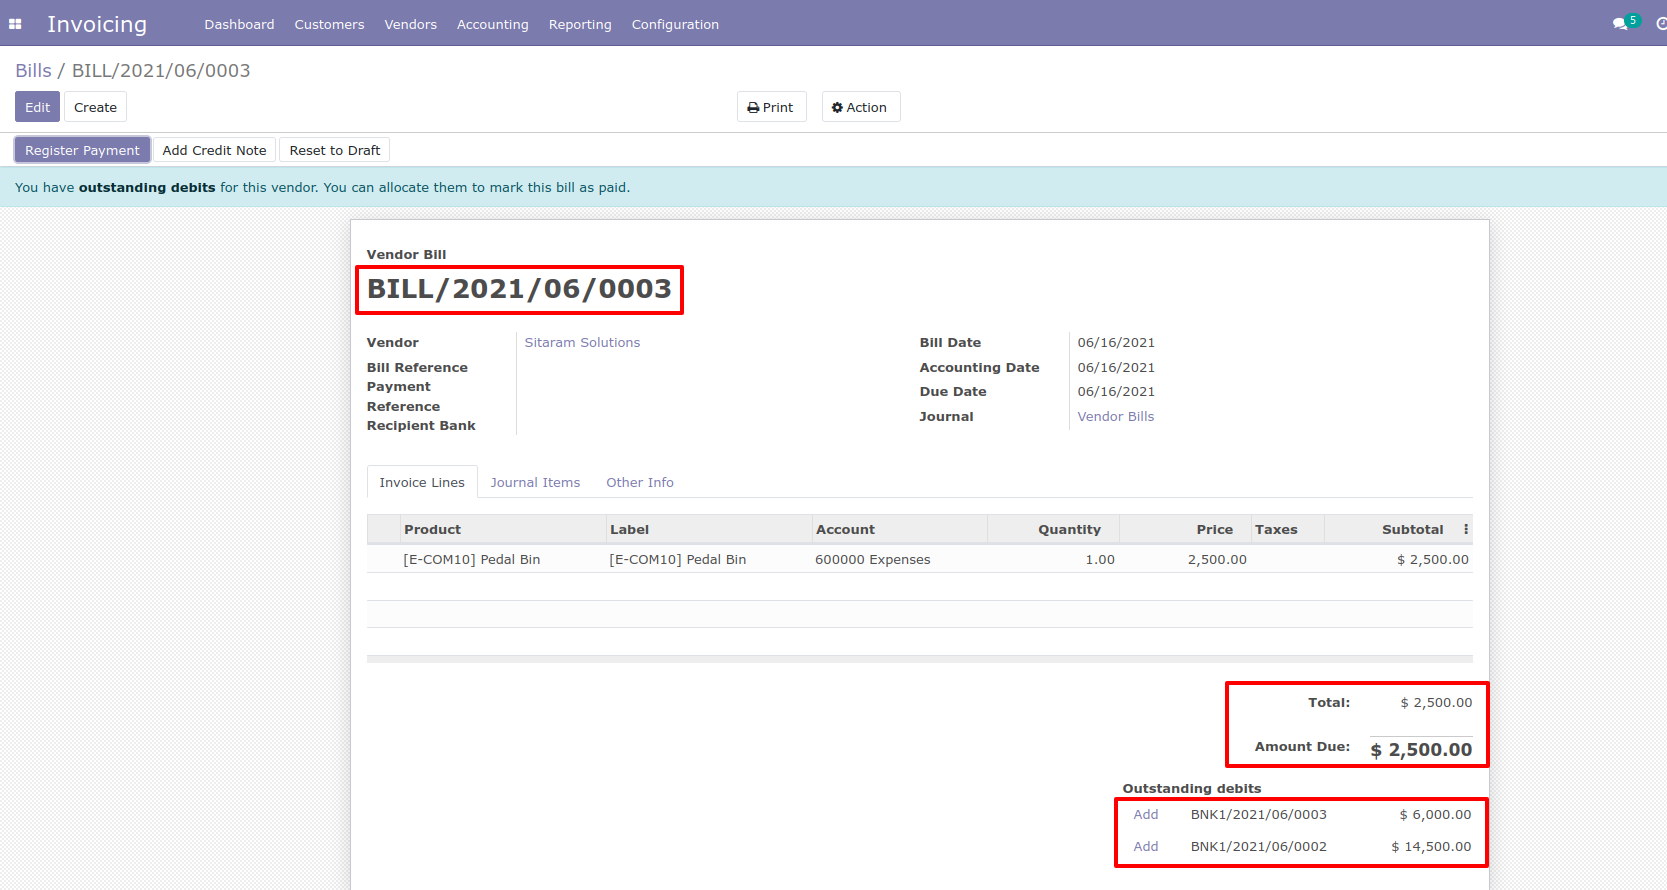 Invoicing Dashboard Customers Vendors Accounting Reporting Configuration 5
Bills / BILL/2021/06/0003
Edit Create Print Action
Register Payment Add Credit Note Reset to Draft
You have outstanding debits for this vendor. You can allocate them to mark this bill as paid.
Vendor Bill
BILL/2021/06/0003
Vendor Sitaram Solutions Bill Date 06/16/2021
Bill Reference Accounting Date 06/16/2021
Payment
Reference Due Date 06/16/2021
Recipient Bank Journal Vendor Bills
Invoice Lines Journal Items Other Info
Product Label Account Quantity Price Taxes Subtotal
[E-COM10] Pedal Bin [E-COM10] Pedal Bin 600000 Expenses 1.00 2,500.00 $ 2,500.00
Total: $ 2,500.00
Amount Due: $ 2,500.00
Outstanding debits
Add BNK1/2021/06/0003 $ 6,000.00
Add BNK1/2021/06/0002 $ 14,500.00